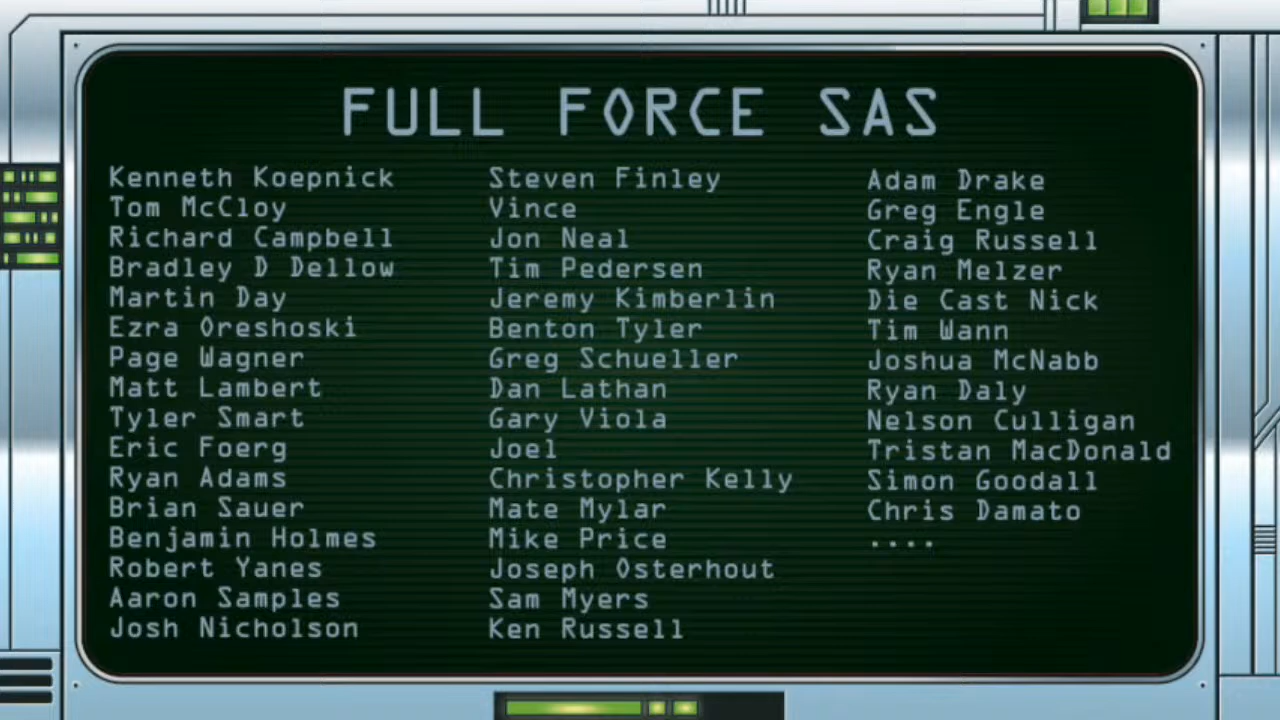 FULL FORCE SAS
Kenneth Koepnick
Tom McCloy
Richard Campbell
Bradley D Dellow
Martin Day
Ezra Oreshoski
Page Wagner
Matt Lambert
Tyler Smart
Eric Foerg
Ryan Adams
Brian Sauer
Benjamin Holmes
Robert Yanes
Aaron Samples
Josh Nicholson
Steven Finley
Vince
Jon Neal
Tim Pedersen
Jeremy Kimberlin
Benton Tyler
Greg Schueller
Dan Lathan
Gary Viola
Joel
Christopher Kelly
Mate Mylar
Mike Price
Joseph Osterhout
Sam Myers
Ken Russell
Adam Drake
Greg Engle
Craig Russell
Ryan Melzer
Die Cast Nick
Tim Wann
Joshua McNabb
Ryan Daly
Nelson Culligan
Tristan MacDonald
Simon Goodall
Chris Damato
....